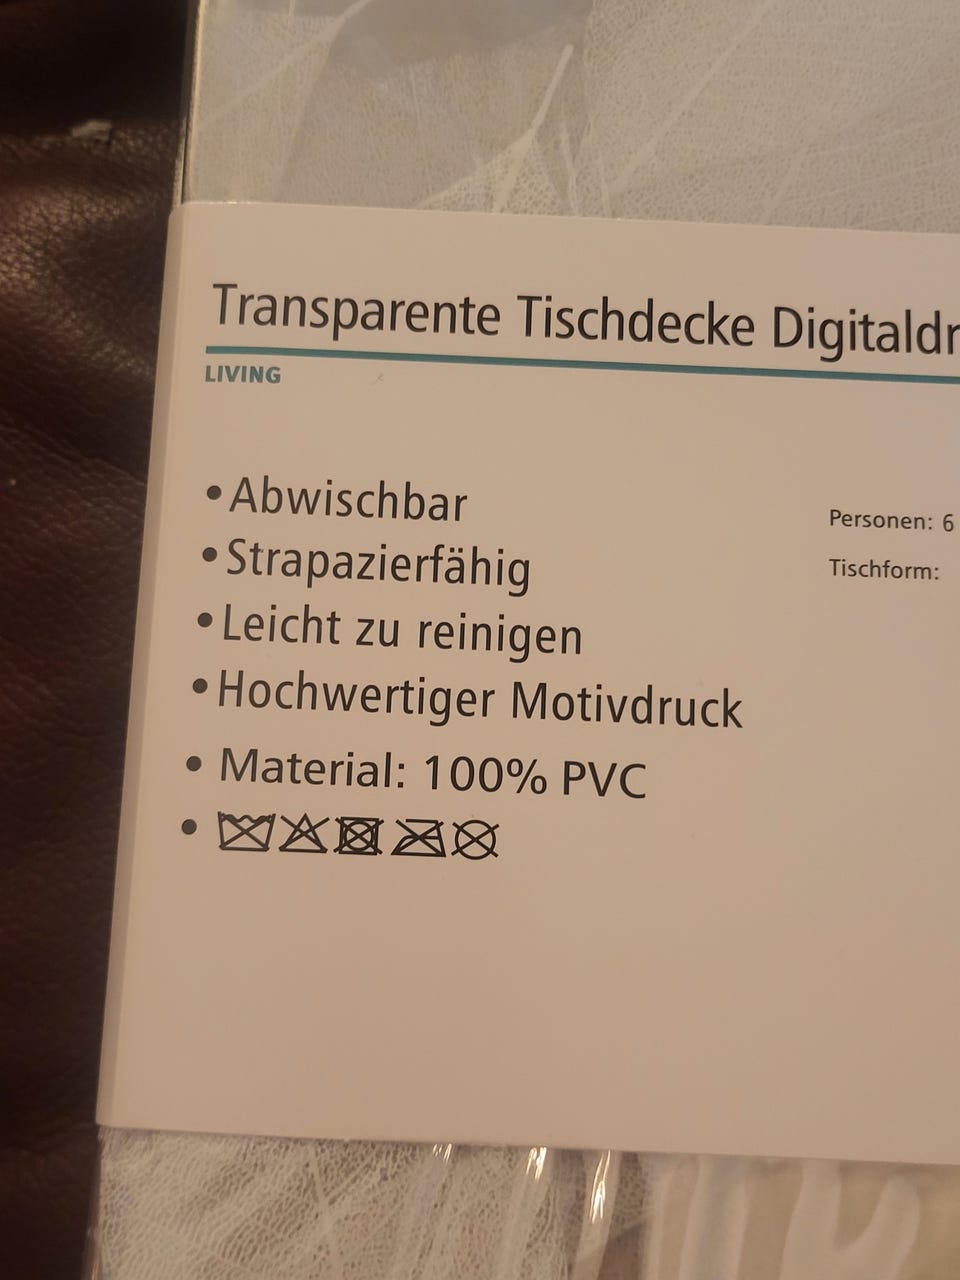 Transparente Tischdecke Digitaldr
LIVING
• Abwischbar
• Strapazierfähig
• Leicht zu reinigen
• Hochwertiger Motivdruck
• Material: 100% PVC
Personen: 6
Tischform: